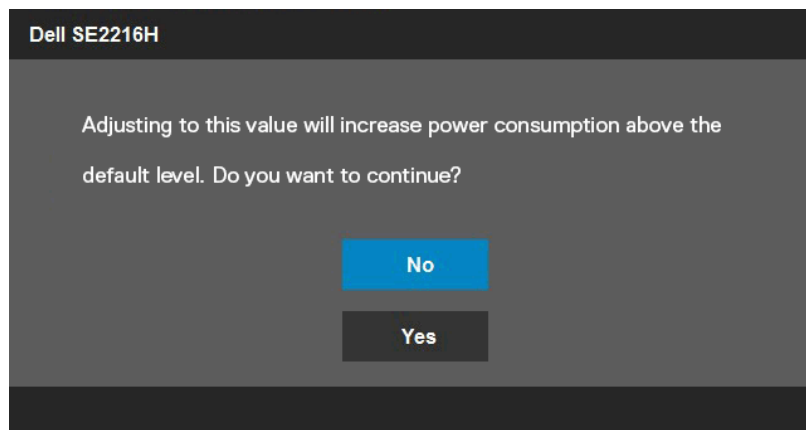 Dell SE2216H
Adjusting to this value will increase power consumption above the
default level. Do you want to continue?
No
Yes